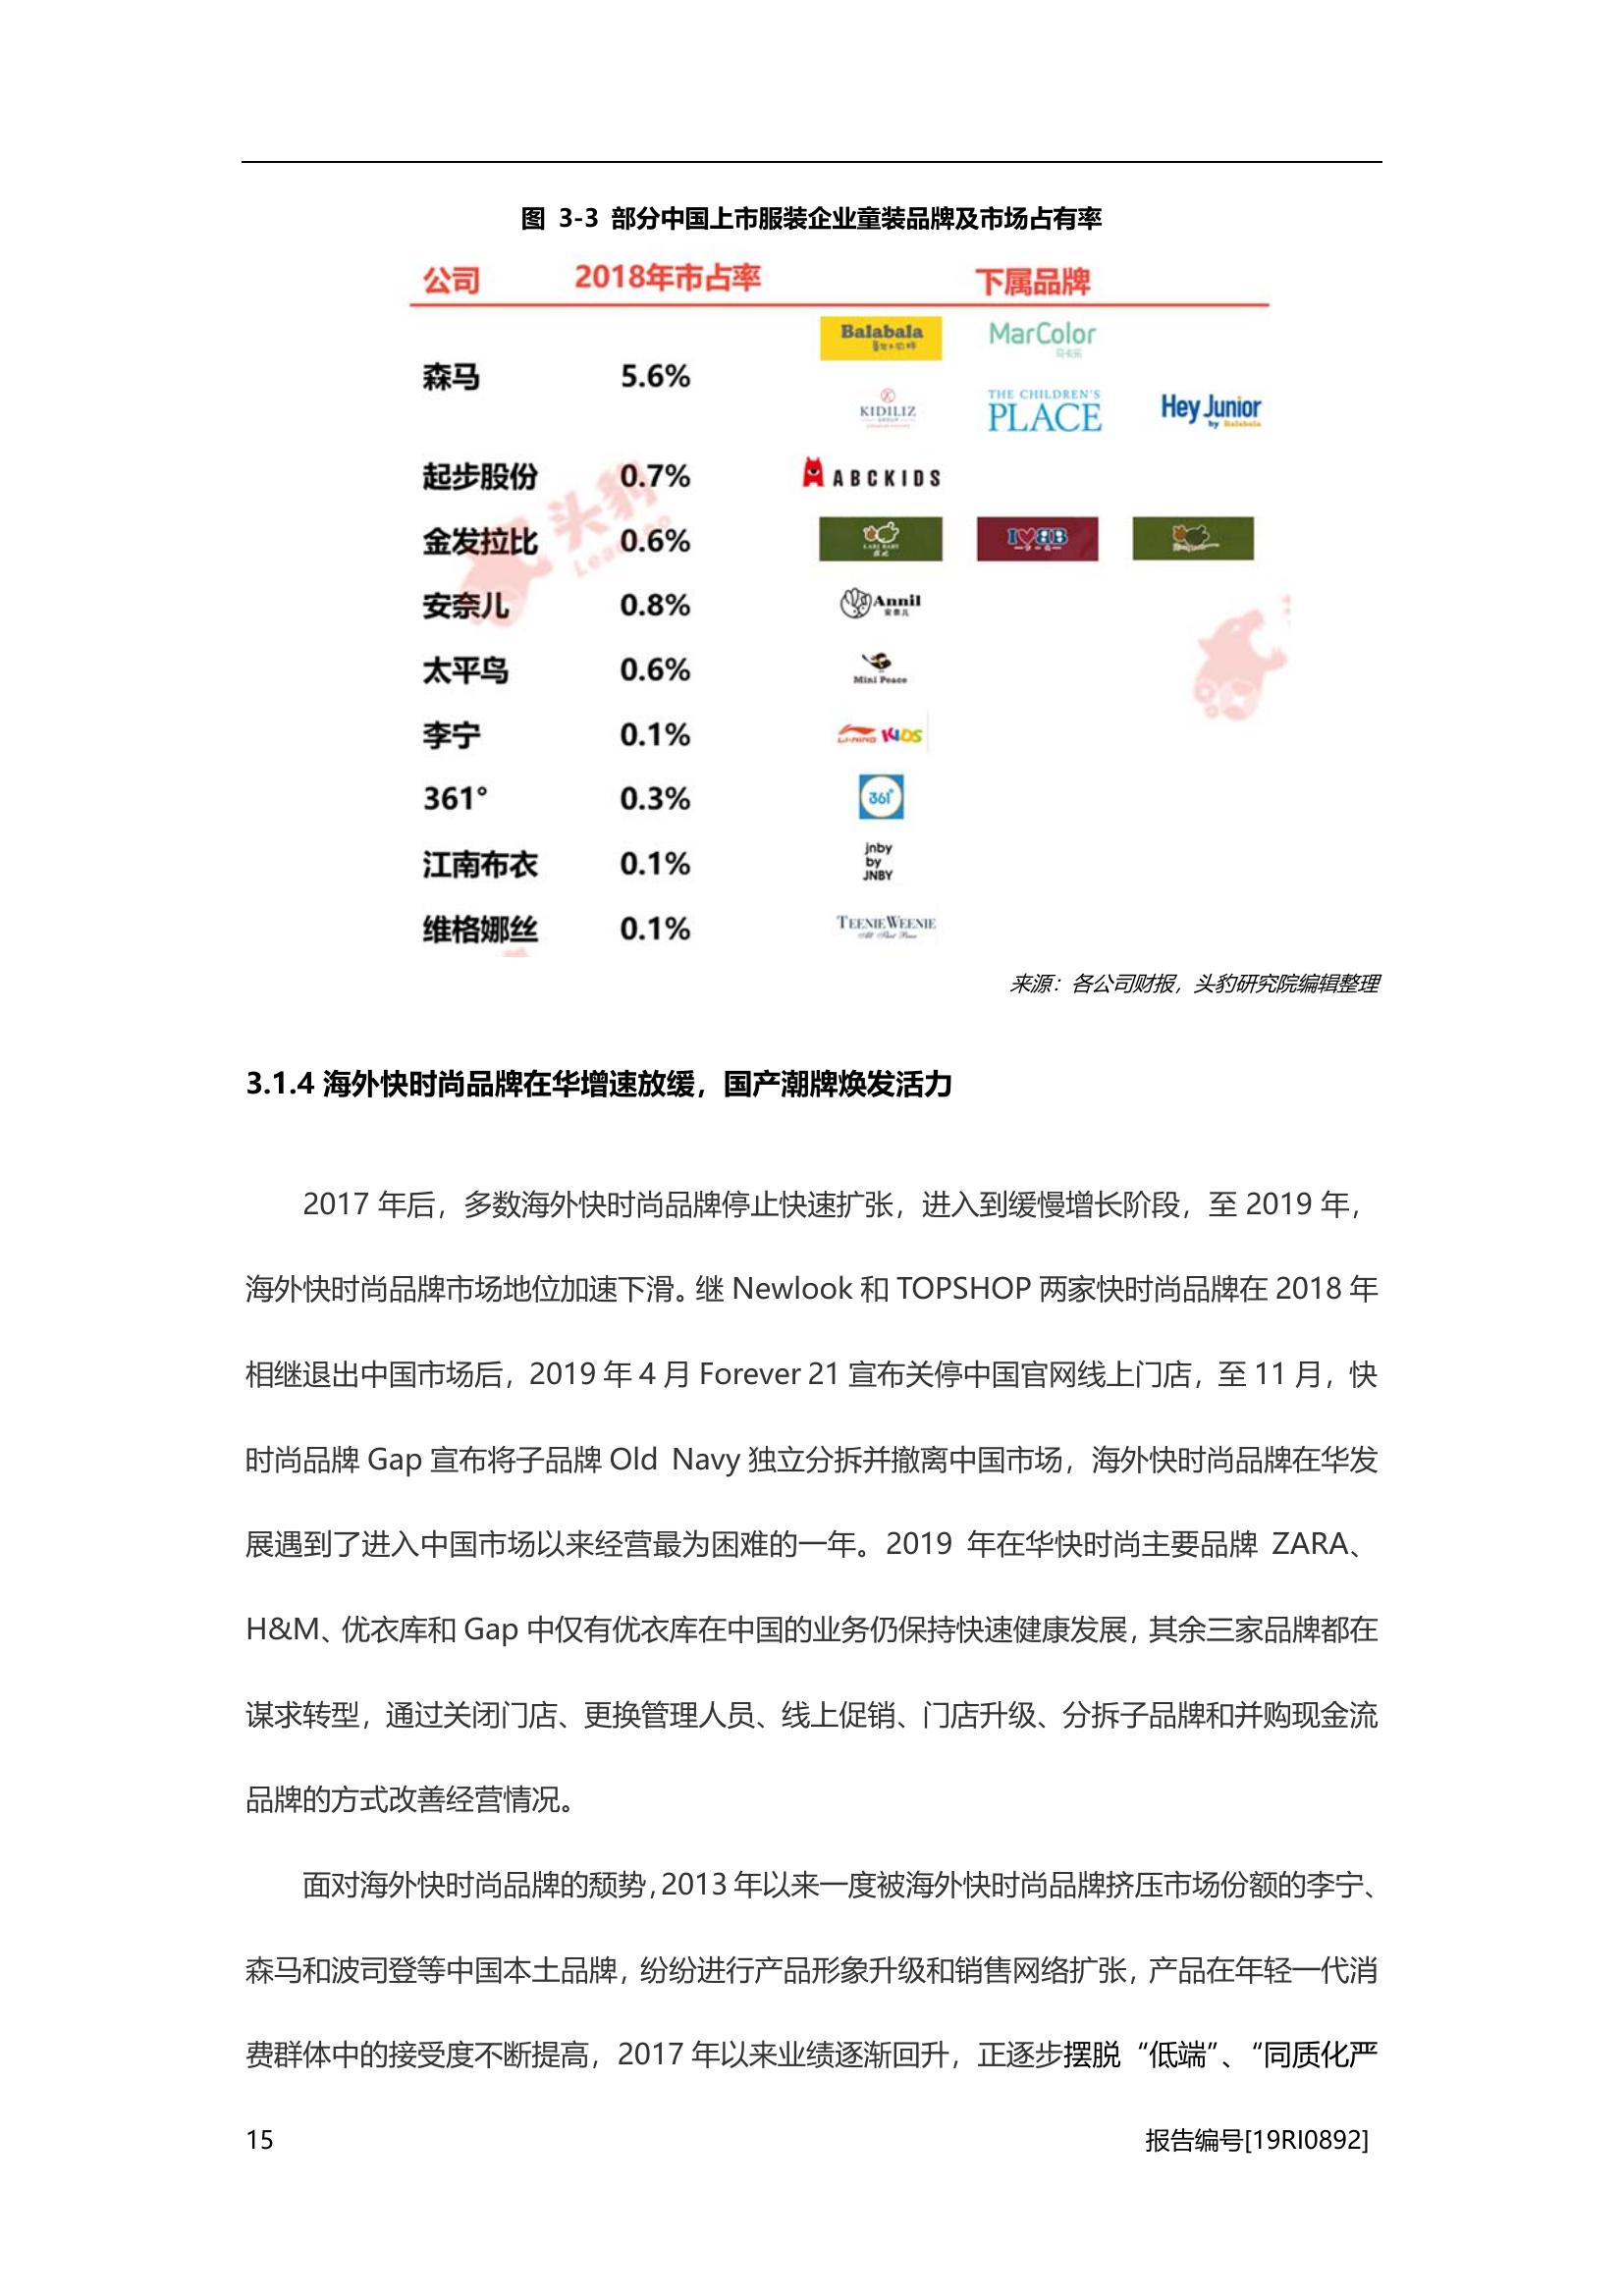 图 3-3 部分中国上市服装企业童装品牌及市场占有率
公司 2018年市占率 下属品牌
Balabala MarColor
森马 5.6%
KIDILIZ THE CHILDREN'S PLACE Hey Junior by Balabala
起步股份 0.7% ABCKIDS
金发拉比 0.6%
安奈儿 0.8% Annil 安奈儿
太平鸟 0.6% Mini Peace
李宁 0.1% LI-NING KIDS
361° 0.3% 361°
江南布衣 0.1% jnby by JNBY
维格娜丝 0.1% TEENIE WEENIE
头豹
LeadLeo
来源：各公司财报，头豹研究院编辑整理
3.1.4 海外快时尚品牌在华增速放缓，国产潮牌焕发活力
2017 年后，多数海外快时尚品牌停止快速扩张，进入到缓慢增长阶段，至 2019 年，
海外快时尚品牌市场地位加速下滑。继 Newlook 和 TOPSHOP 两家快时尚品牌在 2018 年
相继退出中国市场后，2019 年 4 月 Forever 21 宣布关停中国官网线上门店，至 11 月，快
时尚品牌 Gap 宣布将子品牌 Old Navy 独立分拆并撤离中国市场，海外快时尚品牌在华发
展遇到了进入中国市场以来经营最为困难的一年。2019 年在华快时尚主要品牌 ZARA、
H&M、优衣库和 Gap 中仅有优衣库在中国的业务仍保持快速健康发展，其余三家品牌都在
谋求转型，通过关闭门店、更换管理人员、线上促销、门店升级、分拆子品牌和并购现金流
品牌的方式改善经营情况。
面对海外快时尚品牌的颓势，2013 年以来一度被海外快时尚品牌挤压市场份额的李宁、
森马和波司登等中国本土品牌，纷纷进行产品形象升级和销售网络扩张，产品在年轻一代消
费群体中的接受度不断提高，2017 年以来业绩逐渐回升，正逐步摆脱“低端”、“同质化严
15 报告编号[19RI0892]